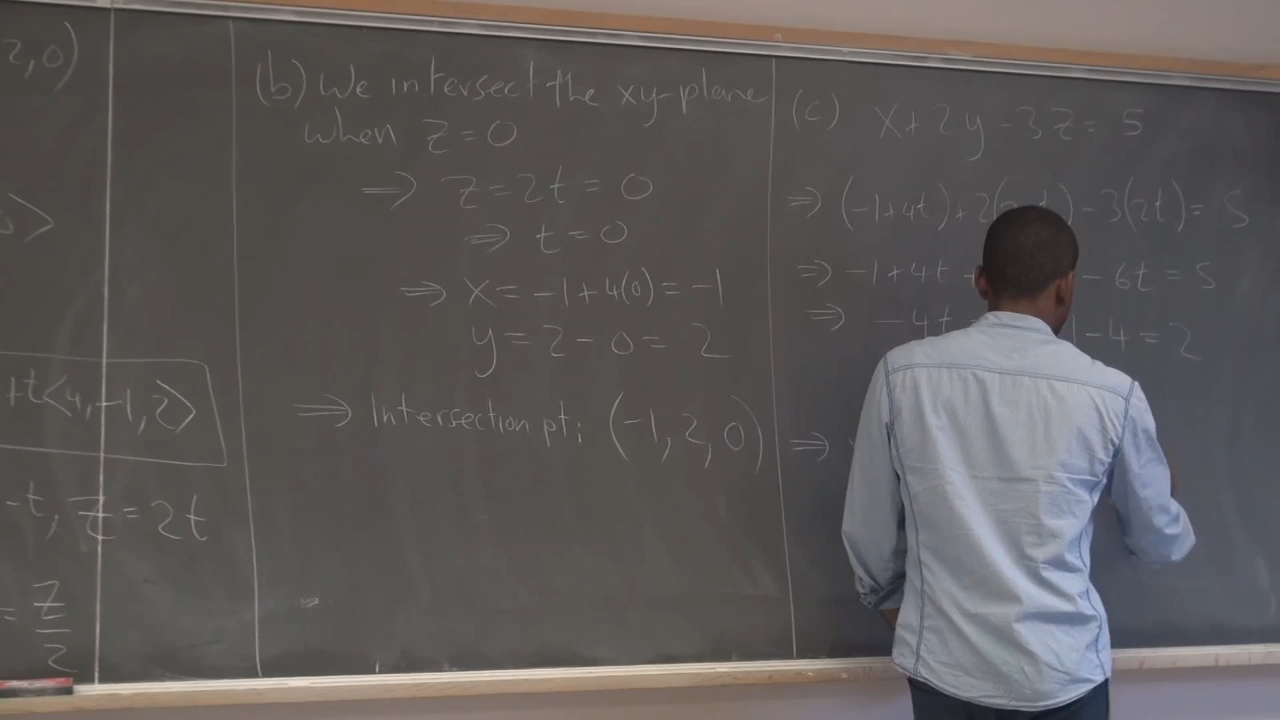 2,0)
>
+t<4,-1,2>
-t, z=2t
= z/2
(b) We intersect the xy-plane
when z=0
⇒ z=2t=0
⇒ t=0
⇒ x=-1+4(0)=-1
y=2-0=2
⇒ Intersection pt: (-1,2,0)
(c) x+2y-3z=5
⇒ (-1+4t)+2( )-3(2t)=5
⇒ -1+4t - 6t=5
⇒ -4t -4=2
⇒